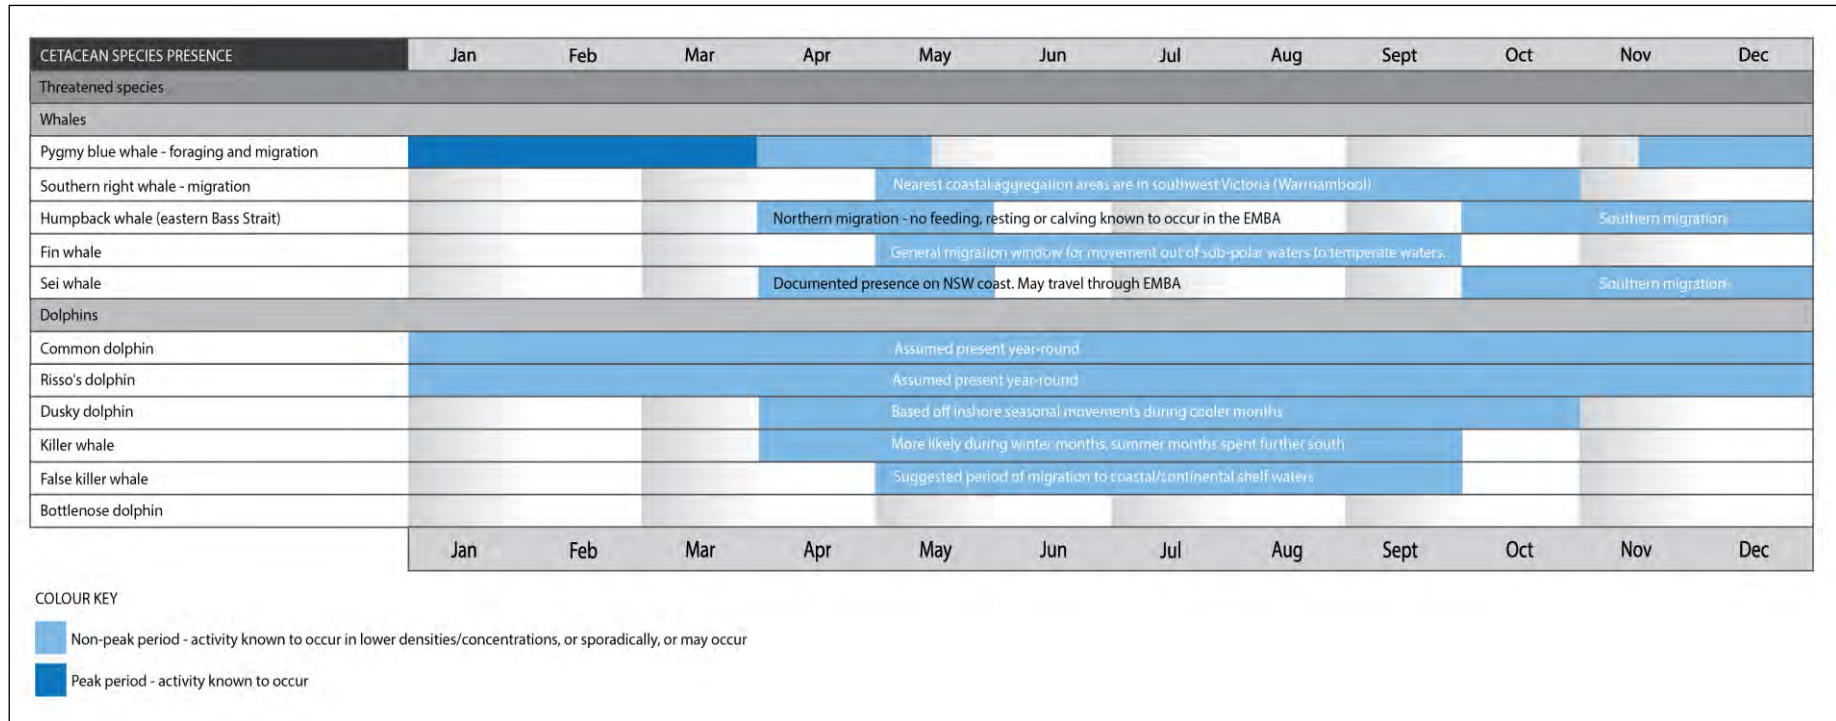 CETACEAN SPECIES PRESENCE Jan Feb Mar Apr May Jun Jul Aug Sept Oct Nov Dec
Threatened species
Whales
Pygmy blue whale - foraging and migration
Southern right whale - migration Nearest coastal aggregation areas are in southwest Victoria (Warrnambool)
Humpback whale (eastern Bass Strait) Northern migration - no feeding, resting or calving known to occur in the EMBA Southern migration
Fin whale General migration window for movement out of sub-polar waters to temperate waters.
Sei whale Documented presence on NSW coast. May travel through EMBA Southern migration
Dolphins
Common dolphin Assumed present year-round
Risso's dolphin Assumed present year-round
Dusky dolphin Based off inshore seasonal movements during cooler months
Killer whale More likely during winter months, summer months spent further south
False killer whale Suggested period of migration to coastal/continental shelf waters
Bottlenose dolphin
Jan Feb Mar Apr May Jun Jul Aug Sept Oct Nov Dec
COLOUR KEY
Non-peak period - activity known to occur in lower densities/concentrations, or sporadically, or may occur
Peak period - activity known to occur